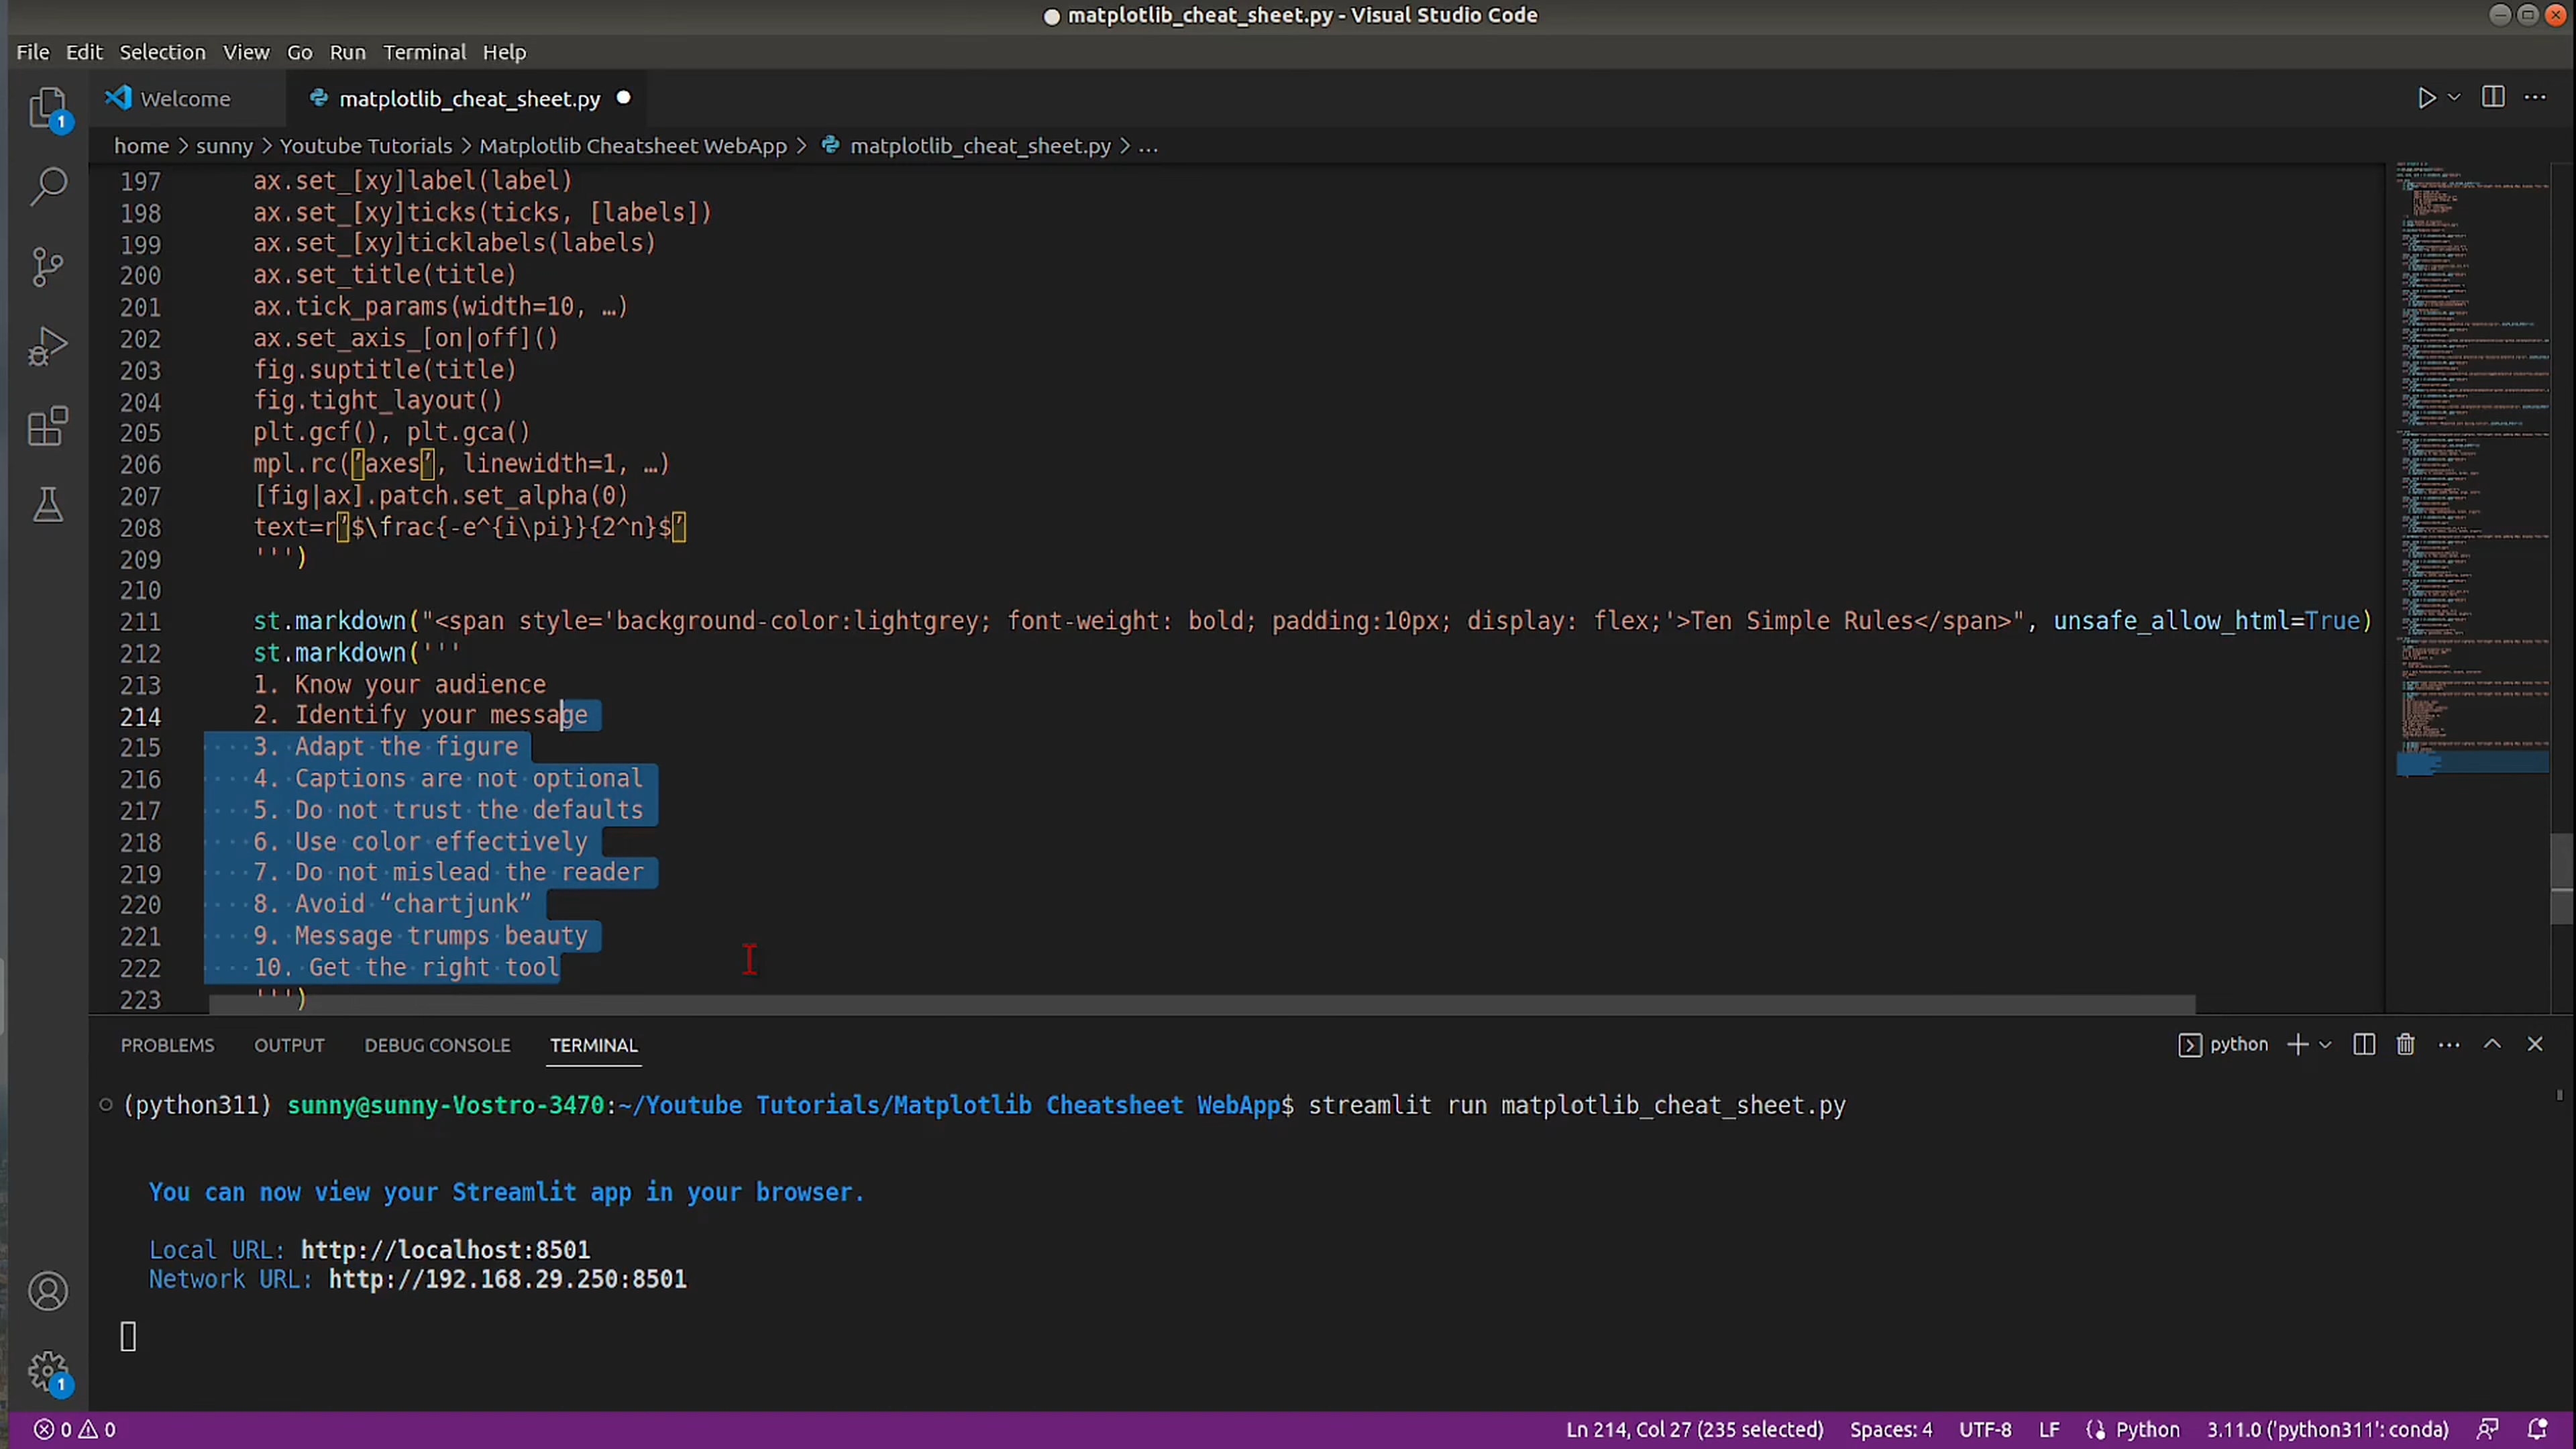 matplotlib_cheat_sheet.py - Visual Studio Code
File Edit Selection View Go Run Terminal Help
Welcome matplotlib_cheat_sheet.py
1
home > sunny > Youtube Tutorials > Matplotlib Cheatsheet WebApp > matplotlib_cheat_sheet.py > ...
197 ax.set_[xy]label(label)
198 ax.set_[xy]ticks(ticks, [labels])
199 ax.set_[xy]ticklabels(labels)
200 ax.set_title(title)
201 ax.tick_params(width=10, …)
202 ax.set_axis_[on|off]()
203 fig.suptitle(title)
204 fig.tight_layout()
205 plt.gcf(), plt.gca()
206 mpl.rc(’axes’, linewidth=1, …)
207 [fig|ax].patch.set_alpha(0)
208 text=r’$\frac{-e^{i\pi}}{2^n}$’
209 ''')
210
211 st.markdown("<span style='background-color:lightgrey; font-weight: bold; padding:10px; display: flex;'>Ten Simple Rules</span>", unsafe_allow_html=True)
212 st.markdown('''
213 1. Know your audience
214 2. Identify your message
215 3. Adapt the figure
216 4. Captions are not optional
217 5. Do not trust the defaults
218 6. Use color effectively
219 7. Do not mislead the reader
220 8. Avoid “chartjunk”
221 9. Message trumps beauty
222 10. Get the right tool
223 ''')
PROBLEMS OUTPUT DEBUG CONSOLE TERMINAL python
(python311) sunny@sunny-Vostro-3470:~/Youtube Tutorials/Matplotlib Cheatsheet WebApp$ streamlit run matplotlib_cheat_sheet.py
You can now view your Streamlit app in your browser.
Local URL: http://localhost:8501
Network URL: http://192.168.29.250:8501
1
0 0 Ln 214, Col 27 (235 selected) Spaces: 4 UTF-8 LF Python 3.11.0 ('python311': conda)